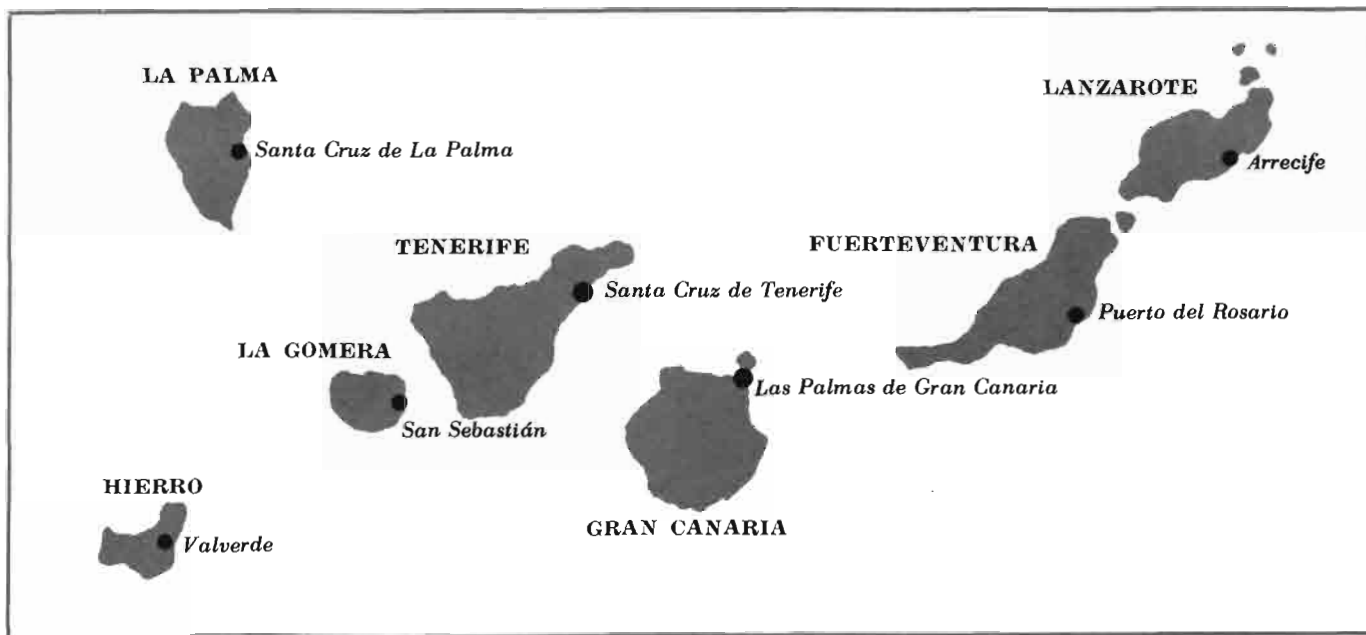 LA PALMA
Santa Cruz de La Palma
LANZAROTE
Arrecife
TENERIFE
Santa Cruz de Tenerife
FUERTEVENTURA
Puerto del Rosario
LA GOMERA
San Sebastián
Las Palmas de Gran Canaria
GRAN CANARIA
HIERRO
Valverde